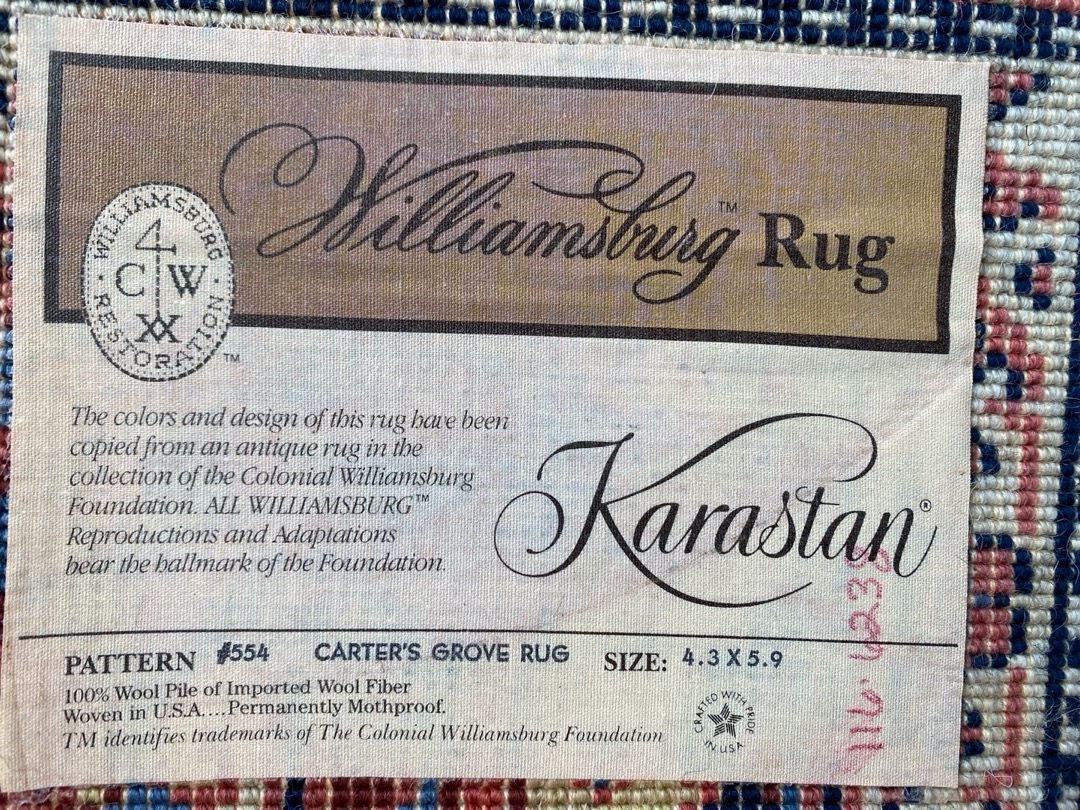 Williamsburg™ Rug
· WILLIAMSBURG ·
C W
RESTORATION
™
The colors and design of this rug have been
copied from an antique rug in the
collection of the Colonial Williamsburg
Foundation. ALL WILLIAMSBURG™
Reproductions and Adaptations
bear the hallmark of the Foundation.
Karastan®
PATTERN #554 CARTER'S GROVE RUG SIZE: 4.3 X 5.9
100% Wool Pile of Imported Wool Fiber
Woven in U.S.A....Permanently Mothproof.
TM identifies trademarks of The Colonial Williamsburg Foundation
CRAFTED WITH PRIDE
IN USA